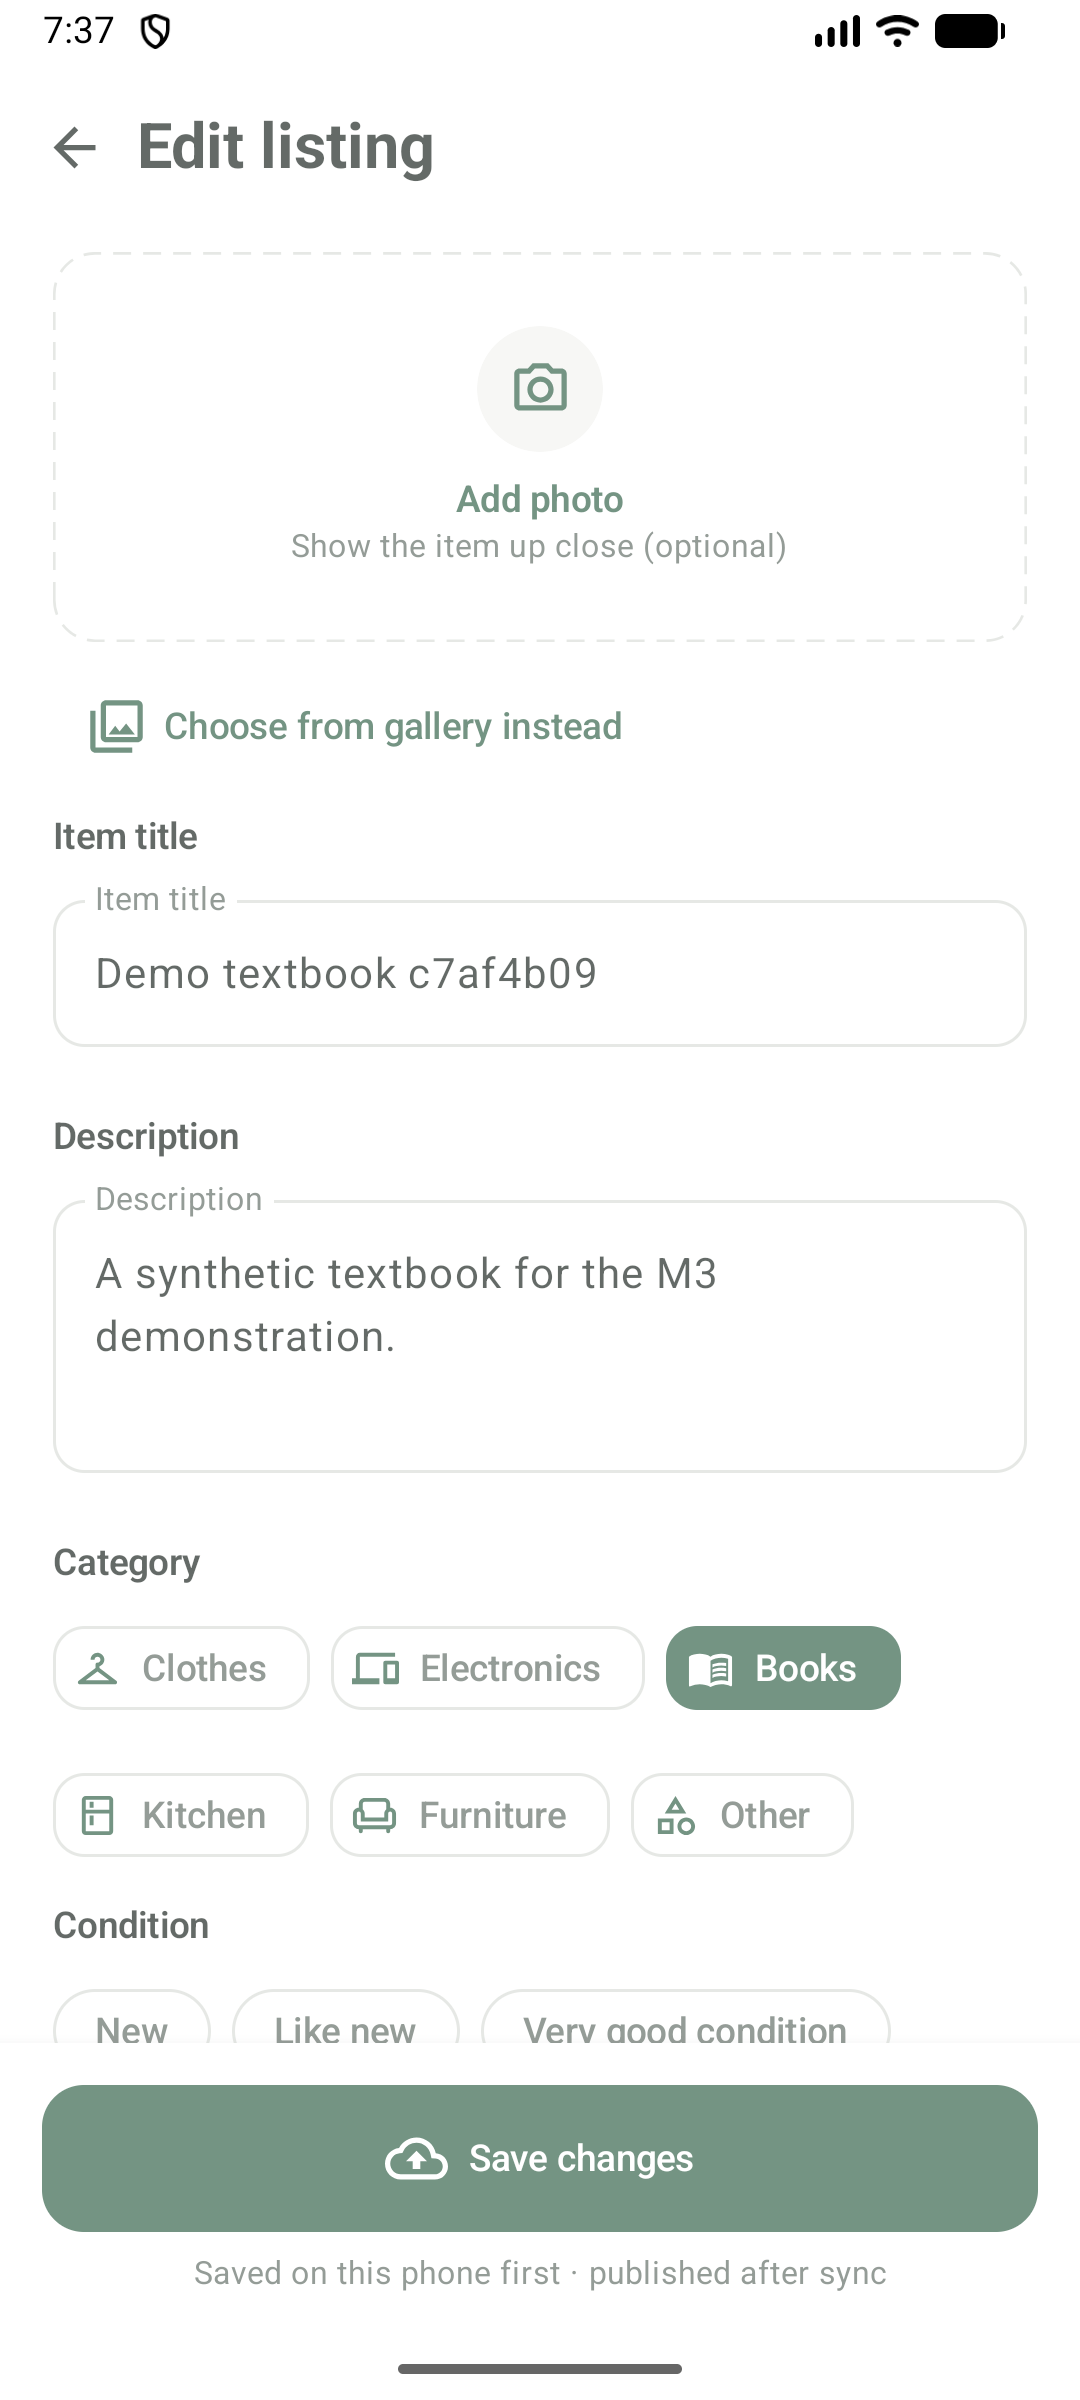 7:37
Edit listing
Add photo
Show the item up close (optional)
Choose from gallery instead
Item title
Item title
Demo textbook c7af4b09
Description
Description
A synthetic textbook for the M3
demonstration.
Category
Clothes
Electronics
Books
Kitchen
Furniture
Other
Condition
New
Like new
Very good condition
Save changes
Saved on this phone first · published after sync